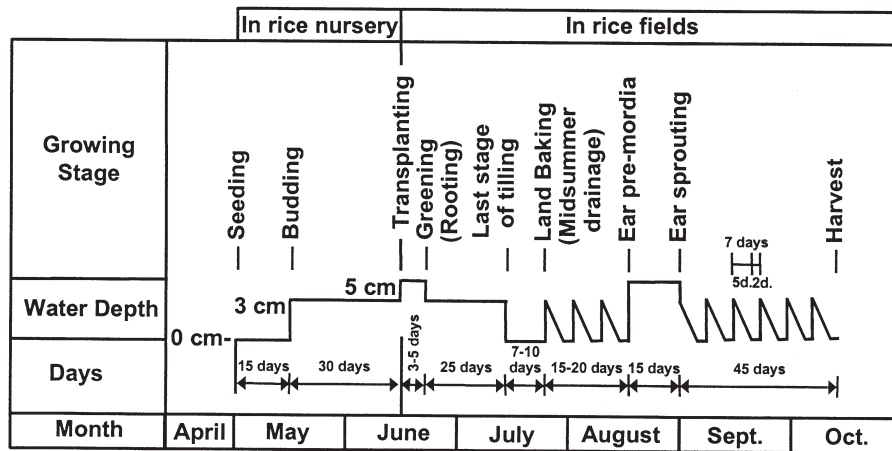 In rice nursery
In rice fields
Growing
Stage
Seeding
Budding
Transplanting
Greening
(Rooting)
Last stage
of tilling
Land Baking
(Midsummer
drainage)
Ear pre-mordia
Ear sprouting
Harvest
7 days
5d.2d.
Water Depth
0 cm-
3 cm
5 cm
Days
15 days
30 days
3-5 days
25 days
7-10
days
15-20 days
15 days
45 days
Month
April
May
June
July
August
Sept.
Oct.